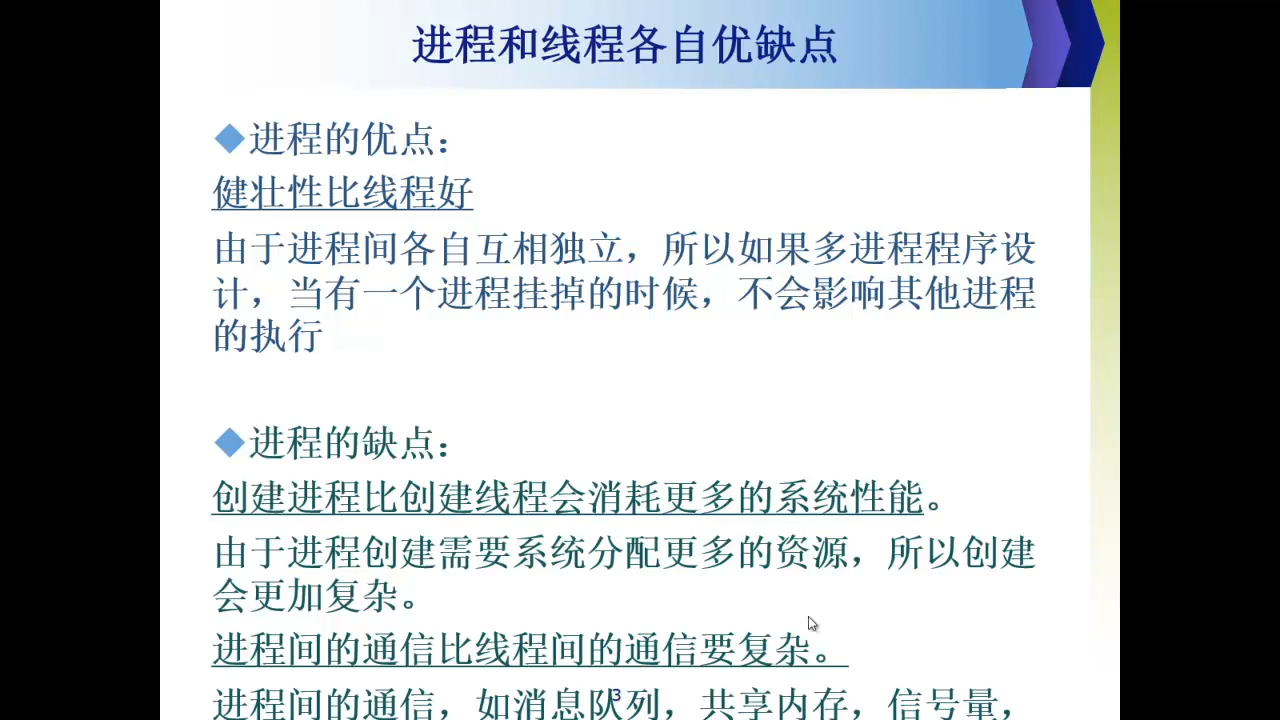 进程和线程各自优缺点
◆进程的优点：
健壮性比线程好
由于进程间各自互相独立，所以如果多进程程序设
计，当有一个进程挂掉的时候，不会影响其他进程
的执行
◆进程的缺点：
创建进程比创建线程会消耗更多的系统性能。
由于进程创建需要系统分配更多的资源，所以创建
会更加复杂。
进程间的通信比线程间的通信要复杂。
进程间的通信，如消息队列，共享内存，信号量，
3